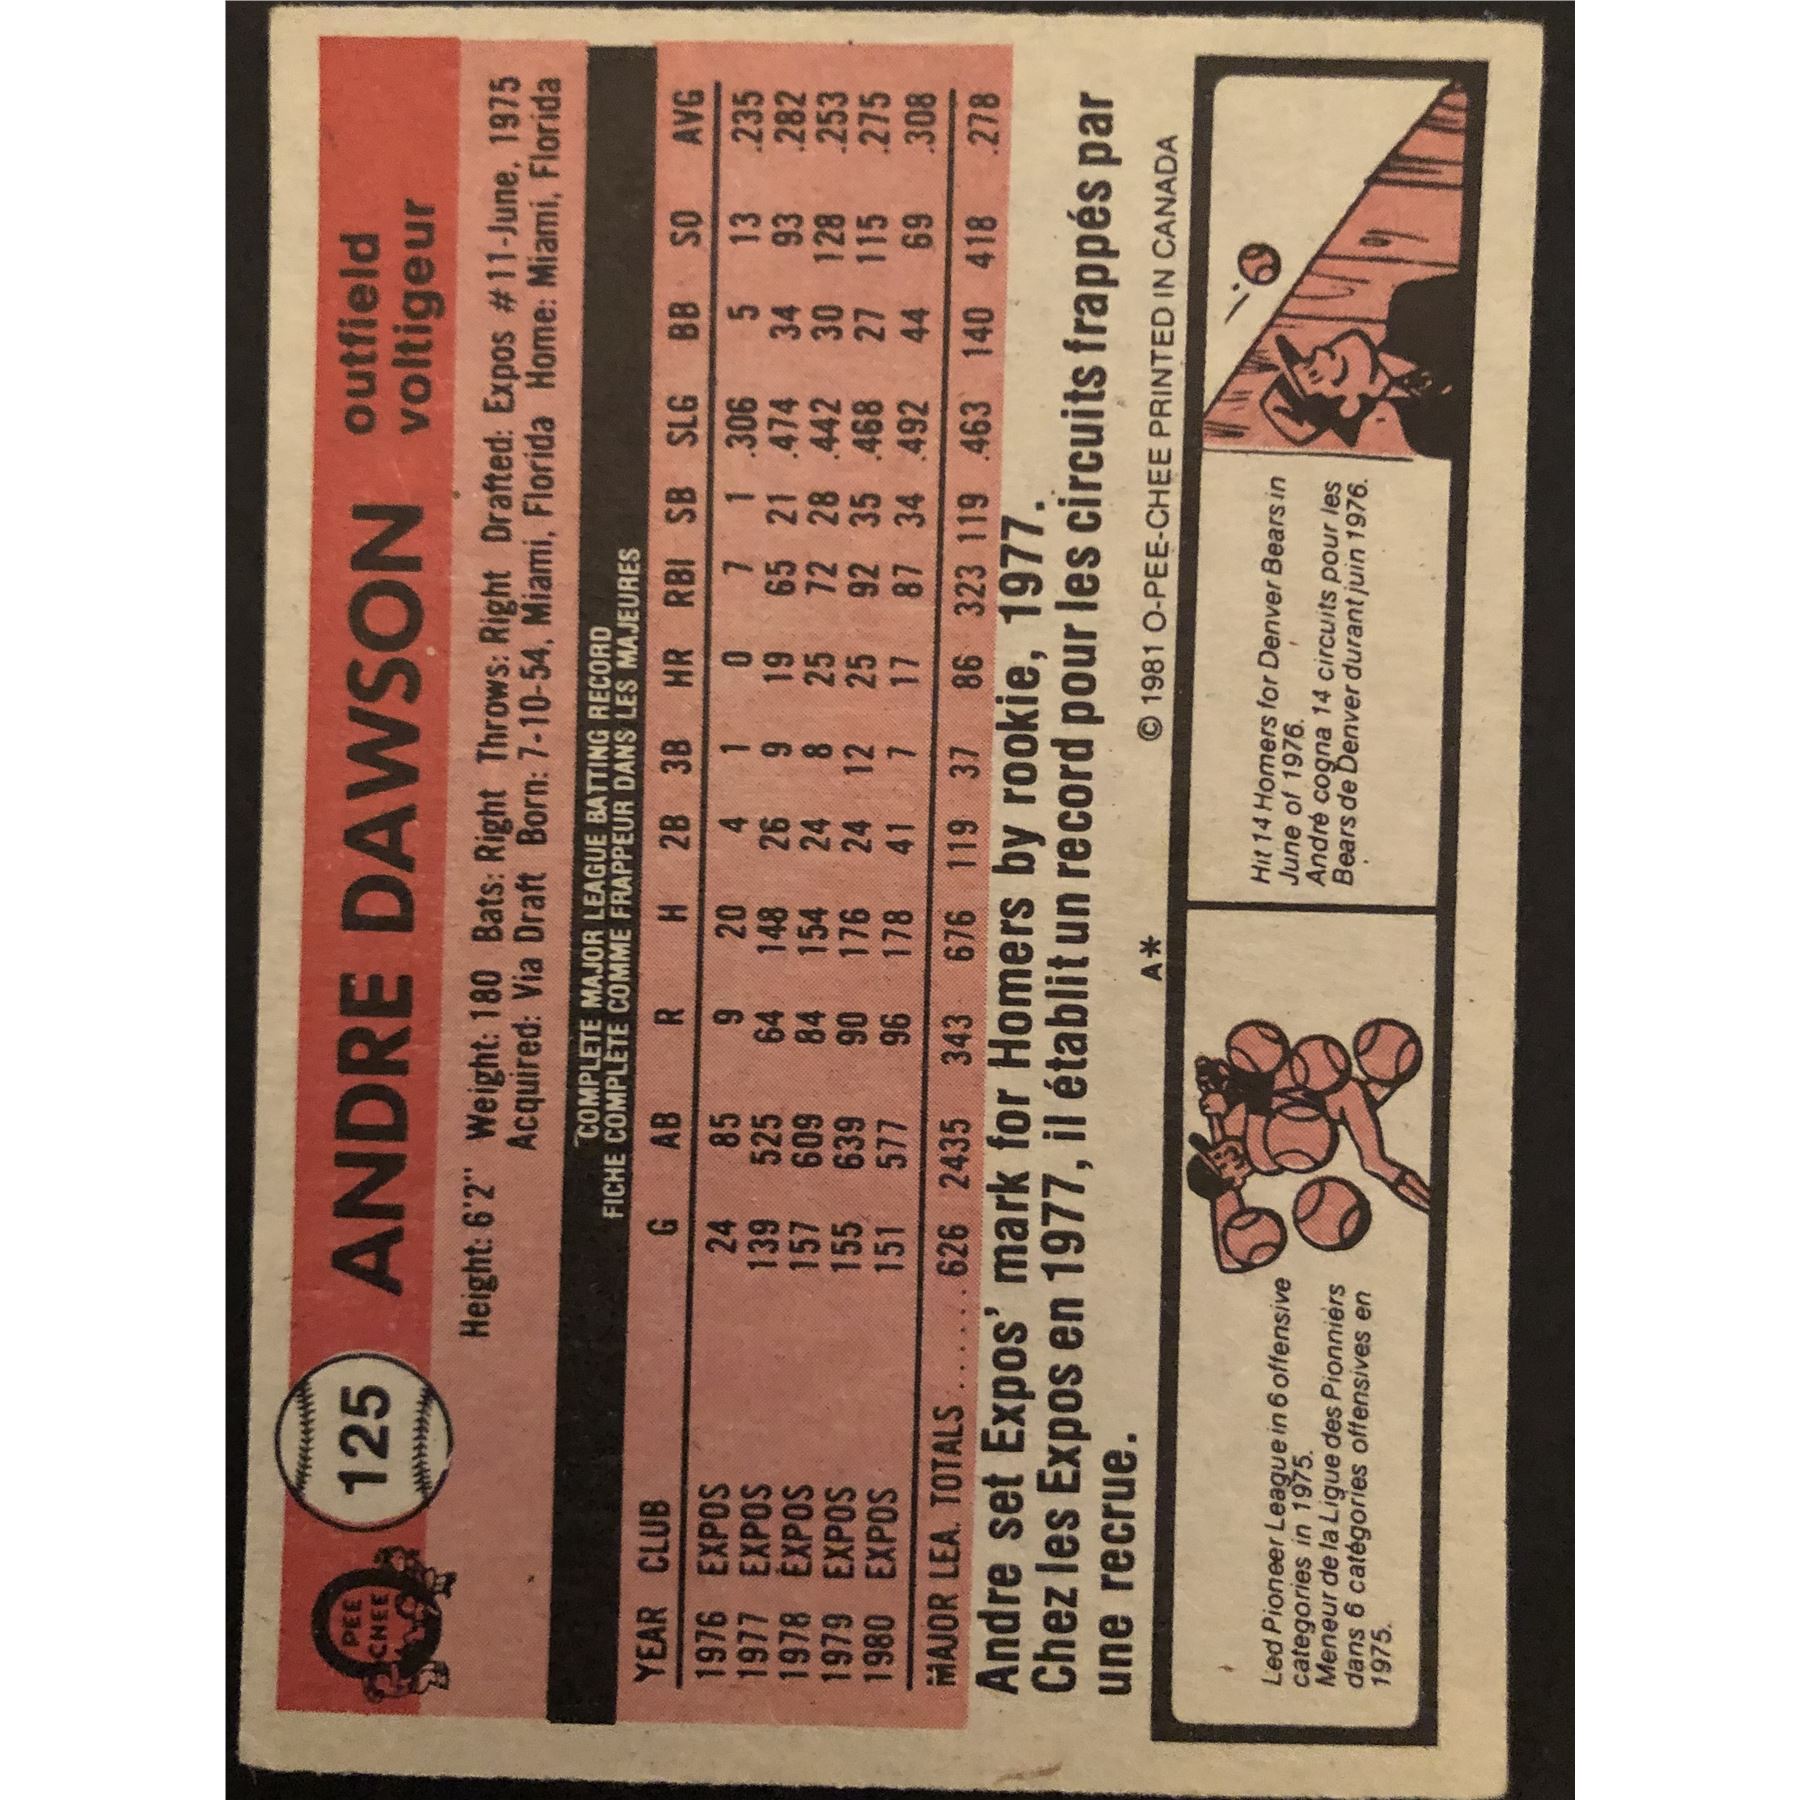 PEE
CHEE
125
ANDRE DAWSON
outfield
voltigeur
Height: 6'2" Weight: 180 Bats: Right Throws: Right Drafted: Expos #11-June, 1975
Acquired: Via Draft Born: 7-10-54, Miami, Florida Home: Miami, Florida
COMPLETE MAJOR LEAGUE BATTING RECORD
FICHE COMPLÈTE COMME FRAPPEUR DANS LES MAJEURES
YEAR CLUB G AB R H 2B 3B HR RBI SB SLG BB SO AVG
1976 EXPOS 24 85 9 20 4 1 0 7 1 .306 5 13 .235
1977 EXPOS 139 525 64 148 26 9 19 65 21 .474 34 93 .282
1978 EXPOS 157 609 84 154 24 8 25 72 28 .442 30 128 .253
1979 EXPOS 155 639 90 176 24 12 25 92 35 .468 27 115 .275
1980 EXPOS 151 577 96 178 41 7 17 87 34 .492 44 69 .308
MAJOR LEA. TOTALS....... 626 2435 343 676 119 37 86 323 119 .463 140 418 .278
Andre set Expos' mark for Homers by rookie, 1977.
Chez les Expos en 1977, il établit un record pour les circuits frappés par
une recrue.
A* © 1981 O-PEE-CHEE PRINTED IN CANADA
Led Pioneer League in 6 offensive
categories in 1975.
Meneur de la Ligue des Pionniers
dans 6 catégories offensives en
1975.
Hit 14 Homers for Denver Bears in
June of 1976.
André cogna 14 circuits pour les
Bears de Denver durant juin 1976.